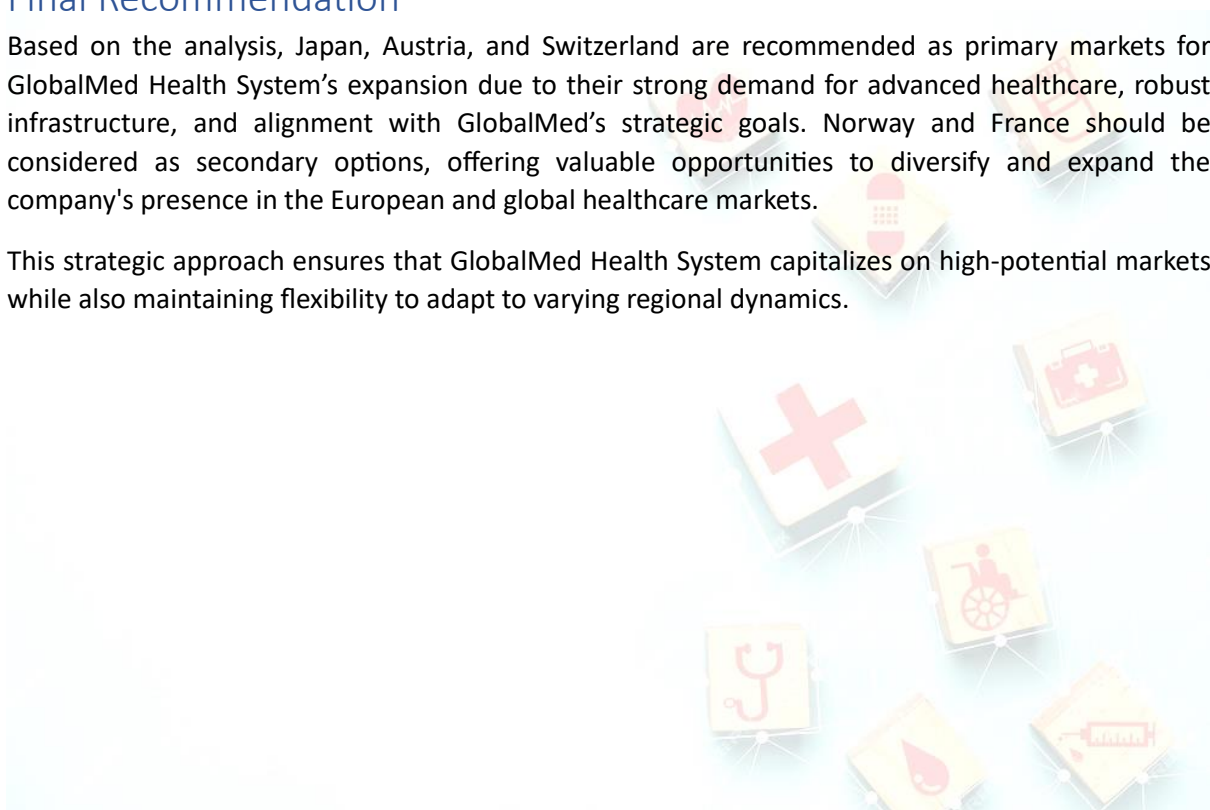 Final Recommendation
Based on the analysis, Japan, Austria, and Switzerland are recommended as primary markets for
GlobalMed Health System’s expansion due to their strong demand for advanced healthcare, robust
infrastructure, and alignment with GlobalMed’s strategic goals. Norway and France should be
considered as secondary options, offering valuable opportunities to diversify and expand the
company's presence in the European and global healthcare markets.
This strategic approach ensures that GlobalMed Health System capitalizes on high-potential markets
while also maintaining flexibility to adapt to varying regional dynamics.